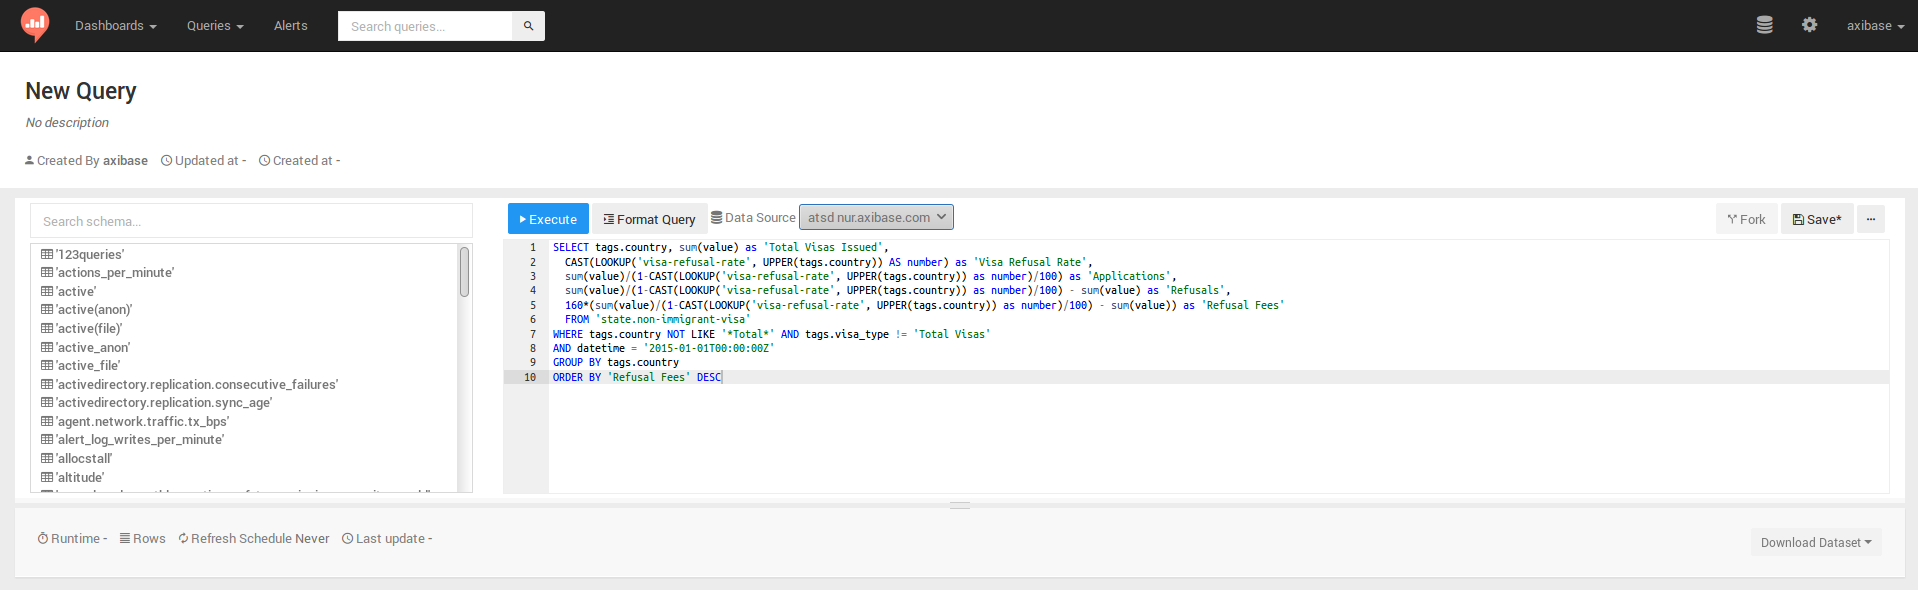 Dashboards Queries Alerts Search queries... axibase
New Query
No description
Created By axibase Updated at - Created at -
Search schema...
'123queries'
'actions_per_minute'
'active'
'active(anon)'
'active(file)'
'active_anon'
'active_file'
'activedirectory.replication.consecutive_failures'
'activedirectory.replication.sync_age'
'agent.network.traffic.tx_bps'
'alert_log_writes_per_minute'
'allocstall'
'altitude'
Execute Format Query Data Source atsd nur.axibase.com Fork Save* ...
1 SELECT tags.country, sum(value) as 'Total Visas Issued',
2 CAST(LOOKUP('visa-refusal-rate', UPPER(tags.country)) AS number) as 'Visa Refusal Rate',
3 sum(value)/(1-CAST(LOOKUP('visa-refusal-rate', UPPER(tags.country)) as number)/100) as 'Applications',
4 sum(value)/(1-CAST(LOOKUP('visa-refusal-rate', UPPER(tags.country)) as number)/100) - sum(value) as 'Refusals',
5 160*(sum(value)/(1-CAST(LOOKUP('visa-refusal-rate', UPPER(tags.country)) as number)/100) - sum(value)) as 'Refusal Fees'
6 FROM 'state.non-immigrant-visa'
7 WHERE tags.country NOT LIKE '*Total*' AND tags.visa_type != 'Total Visas'
8 AND datetime = '2015-01-01T00:00:00Z'
9 GROUP BY tags.country
10 ORDER BY 'Refusal Fees' DESC
Runtime - Rows Refresh Schedule Never Last update - Download Dataset